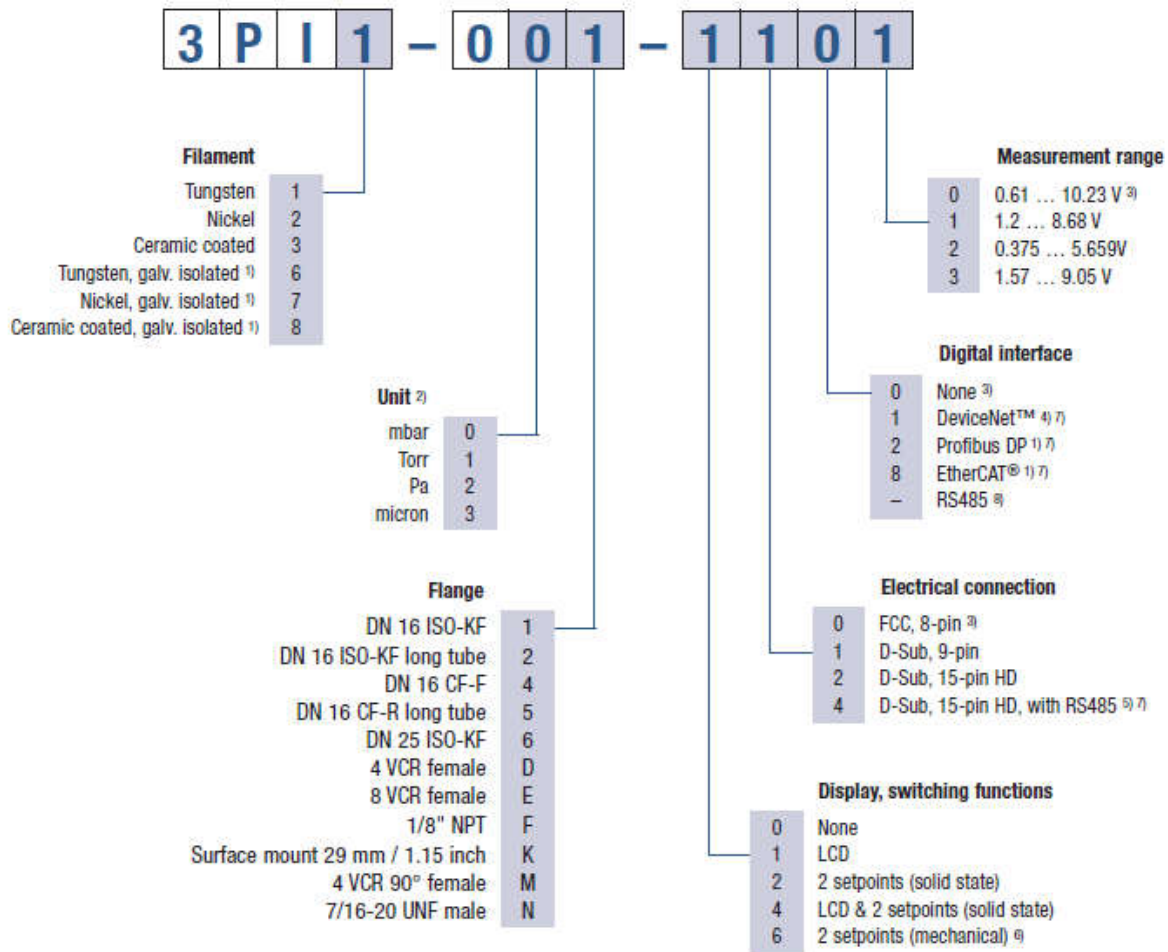 3PI1 – 001 – 1101
Filament
Tungsten 1
Nickel 2
Ceramic coated 3
Tungsten, galv. isolated 1) 6
Nickel, galv. isolated 1) 7
Ceramic coated, galv. isolated 1) 8
Unit 2)
mbar 0
Torr 1
Pa 2
micron 3
Flange
DN 16 ISO-KF 1
DN 16 ISO-KF long tube 2
DN 16 CF-F 4
DN 16 CF-R long tube 5
DN 25 ISO-KF 6
4 VCR female D
8 VCR female E
1/8" NPT F
Surface mount 29 mm / 1.15 inch K
4 VCR 90° female M
7/16-20 UNF male N
Measurement range
0 0.61 … 10.23 V 3)
1 1.2 … 8.68 V
2 0.375 … 5.659V
3 1.57 … 9.05 V
Digital interface
0 None 3)
1 DeviceNet™ 4) 7)
2 Profibus DP 1) 7)
8 EtherCAT® 1) 7)
– RS485 8)
Electrical connection
0 FCC, 8-pin 3)
1 D-Sub, 9-pin
2 D-Sub, 15-pin HD
4 D-Sub, 15-pin HD, with RS485 5) 7)
Display, switching functions
0 None
1 LCD
2 2 setpoints (solid state)
4 LCD & 2 setpoints (solid state)
6 2 setpoints (mechanical) 6)